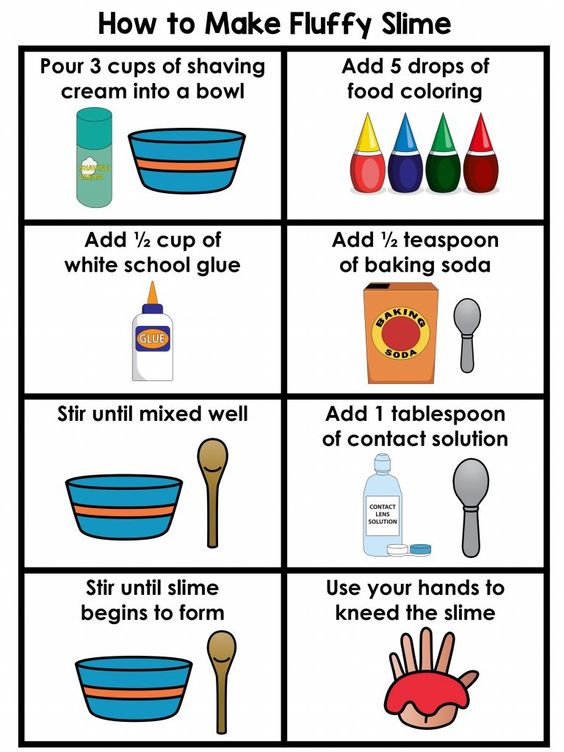 How to Make Fluffy Slime
Pour 3 cups of shaving
cream into a bowl
SHAVING
CREAM
Add 5 drops of
food coloring
Add ½ cup of
white school glue
GLUE
Add ½ teaspoon
of baking soda
BAKING
SODA
Stir until mixed well
Add 1 tablespoon
of contact solution
CONTACT
LENS
SOLUTION
Stir until slime
begins to form
Use your hands to
kneed the slime